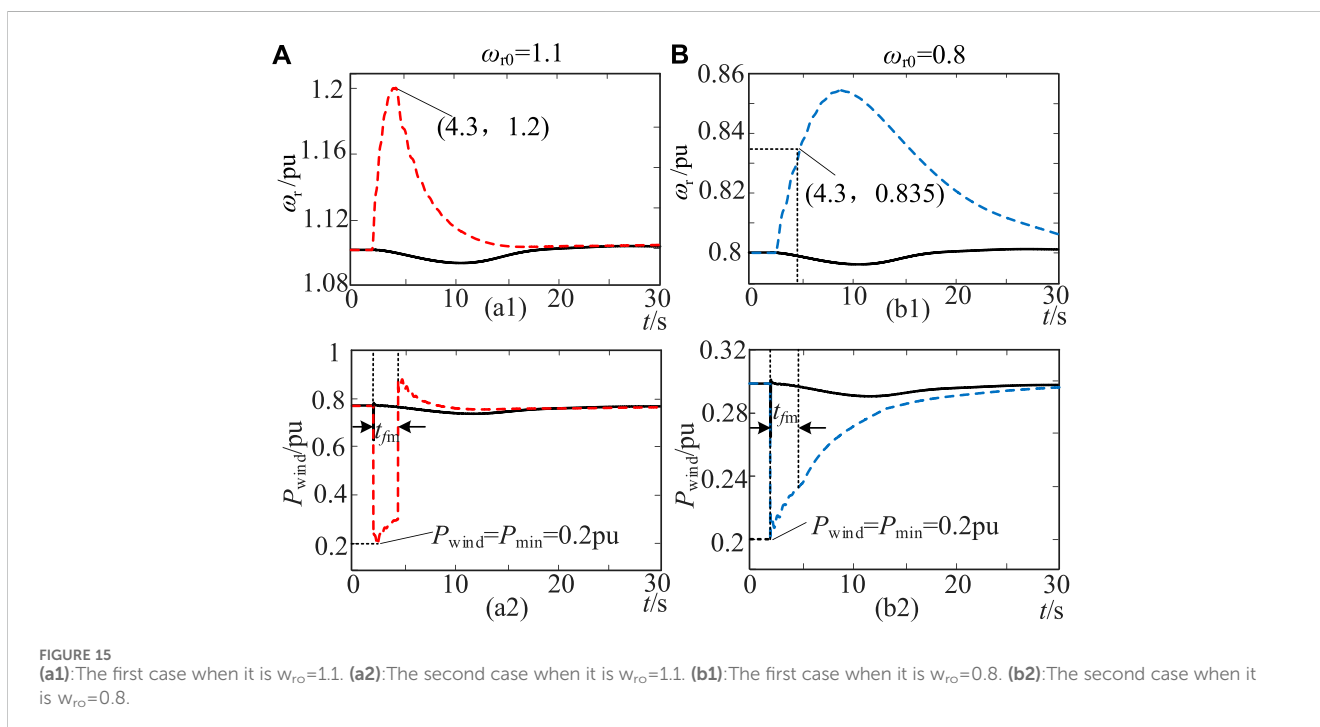 A
ωr0=1.1
1.2
1.16
1.12
1.08
ωr/pu
(4.3，1.2)
0
10
20
30
(a1)
t/s
B
ωr0=0.8
0.86
0.84
0.82
0.8
ωr/pu
(4.3，0.835)
0
10
20
30
(b1)
t/s
1
0.8
0.6
0.4
0.2
Pwind/pu
tfm
Pwind=Pmin=0.2pu
0
10
20
30
(a2)
t/s
0.32
0.28
0.24
0.2
Pwind/pu
tfm
Pwind=Pmin=0.2pu
0
10
20
30
(b2)
t/s
FIGURE 15
(a1):The first case when it is wro=1.1. (a2):The second case when it is wro=1.1. (b1):The first case when it is wro=0.8. (b2):The second case when it
is wro=0.8.